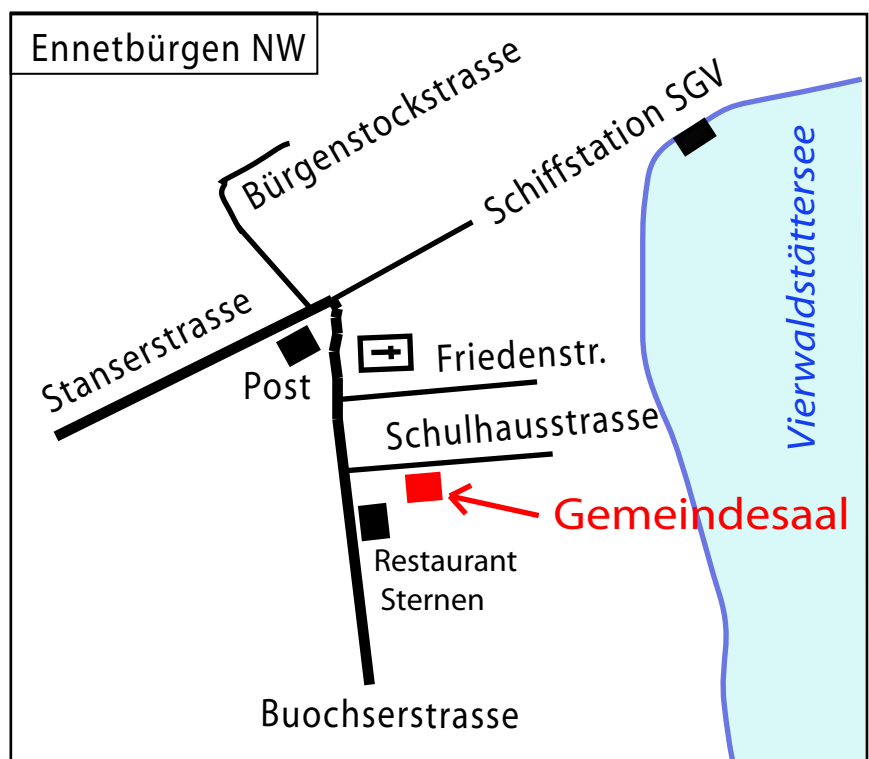 Ennetbürgen NW
Bürgenstockstrasse
Schiffstation SGV
Vierwaldstättersee
Stanserstrasse
Post
Friedenstr.
Schulhausstrasse
Gemeindesaal
Restaurant
Sternen
Buochserstrasse